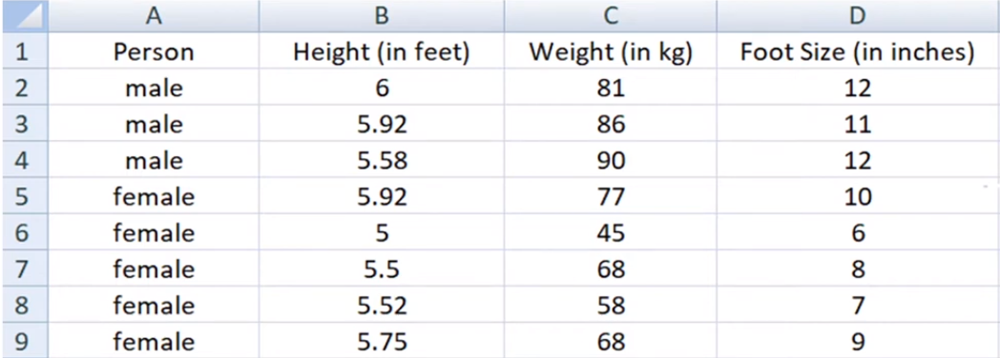 A B C D
1 Person Height (in feet) Weight (in kg) Foot Size (in inches)
2 male 6 81 12
3 male 5.92 86 11
4 male 5.58 90 12
5 female 5.92 77 10
6 female 5 45 6
7 female 5.5 68 8
8 female 5.52 58 7
9 female 5.75 68 9